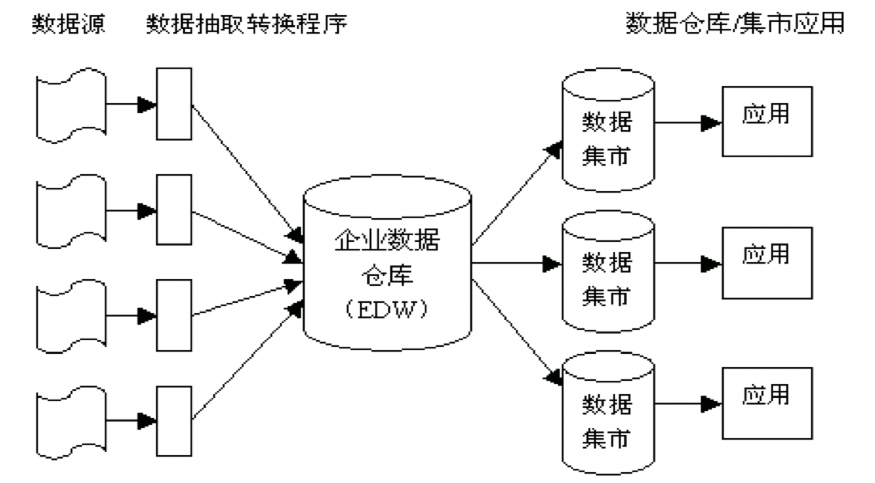 数据源
数据抽取转换程序
数据仓库/集市应用
数据
集市
应用
企业数据
仓库
（EDW）
数据
集市
应用
数据
集市
应用